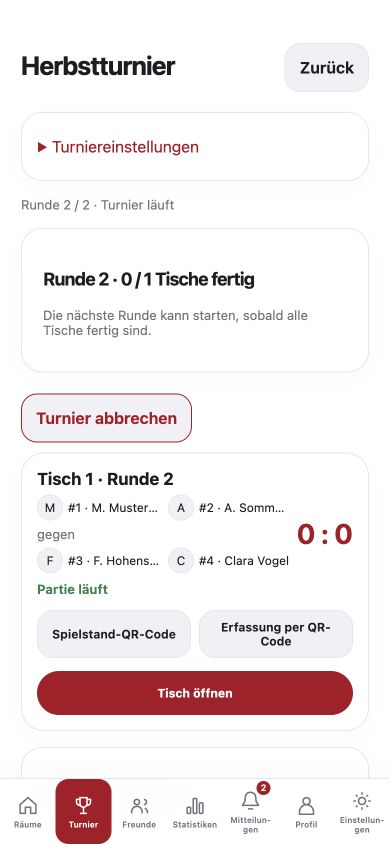 Herbstturnier
Zurück
▶ Turniereinstellungen
Runde 2 / 2 · Turnier läuft
Runde 2 · 0 / 1 Tische fertig
Die nächste Runde kann starten, sobald alle
Tische fertig sind.
Turnier abbrechen
Tisch 1 · Runde 2
M #1 · M. Muster... A #2 · A. Somm...
gegen
0 : 0
F #3 · F. Hohens... C #4 · Clara Vogel
Partie läuft
Spielstand-QR-Code
Erfassung per QR-
Code
Tisch öffnen
2
Räume
Turnier
Freunde
Statistiken
Mitteilun-
gen
Profil
Einstellun-
gen